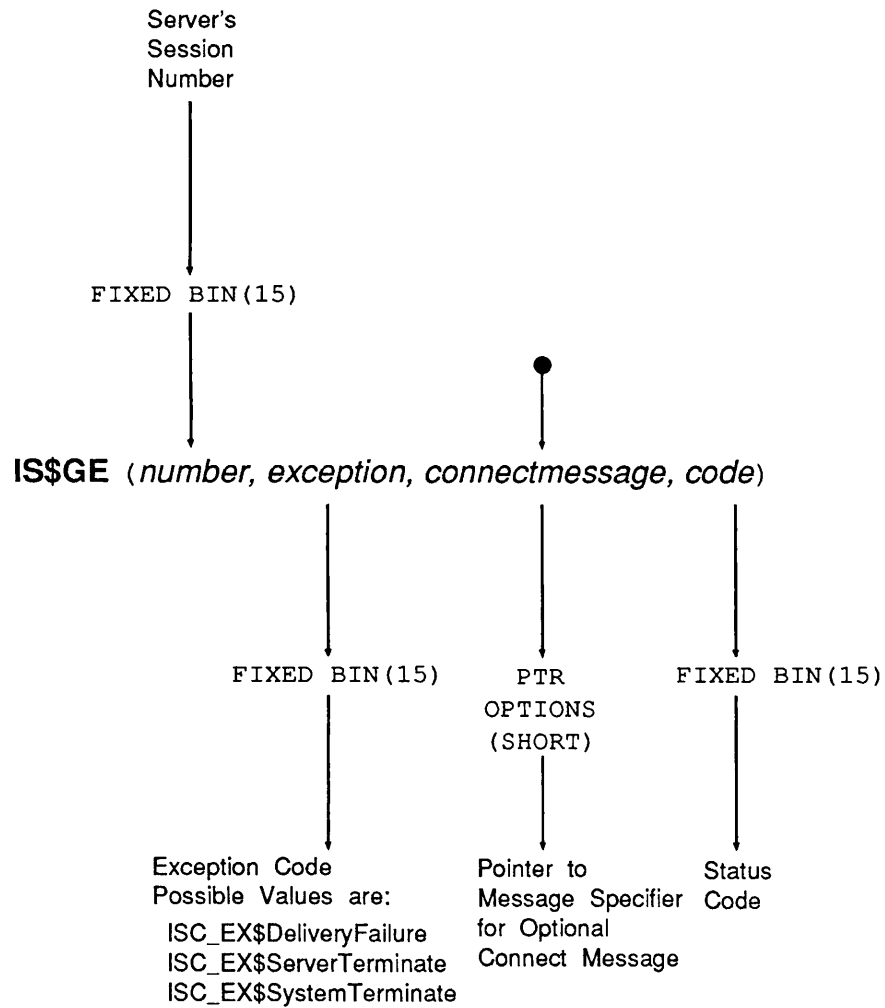 Server's
Session
Number
FIXED BIN(15)
IS$GE (number, exception, connectmessage, code)
FIXED BIN(15)
PTR
OPTIONS
(SHORT)
FIXED BIN(15)
Exception Code
Possible Values are:
ISC_EX$DeliveryFailure
ISC_EX$ServerTerminate
ISC_EX$SystemTerminate
Pointer to
Message Specifier
for Optional
Connect Message
Status
Code